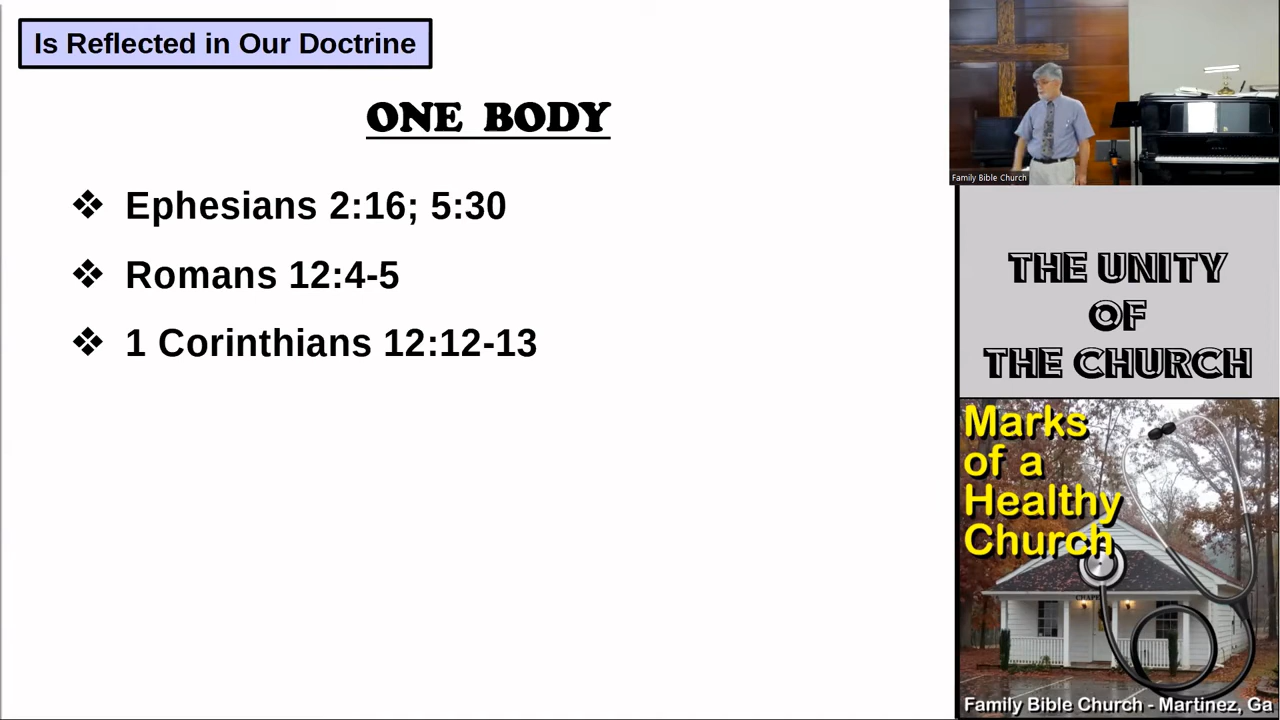 Is Reflected in Our Doctrine
ONE BODY
❖ Ephesians 2:16; 5:30
❖ Romans 12:4-5
❖ 1 Corinthians 12:12-13
Family Bible Church
THE UNITY
OF
THE CHURCH
Marks
of a
Healthy
Church
CHAPEL
Family Bible Church - Martinez, Ga